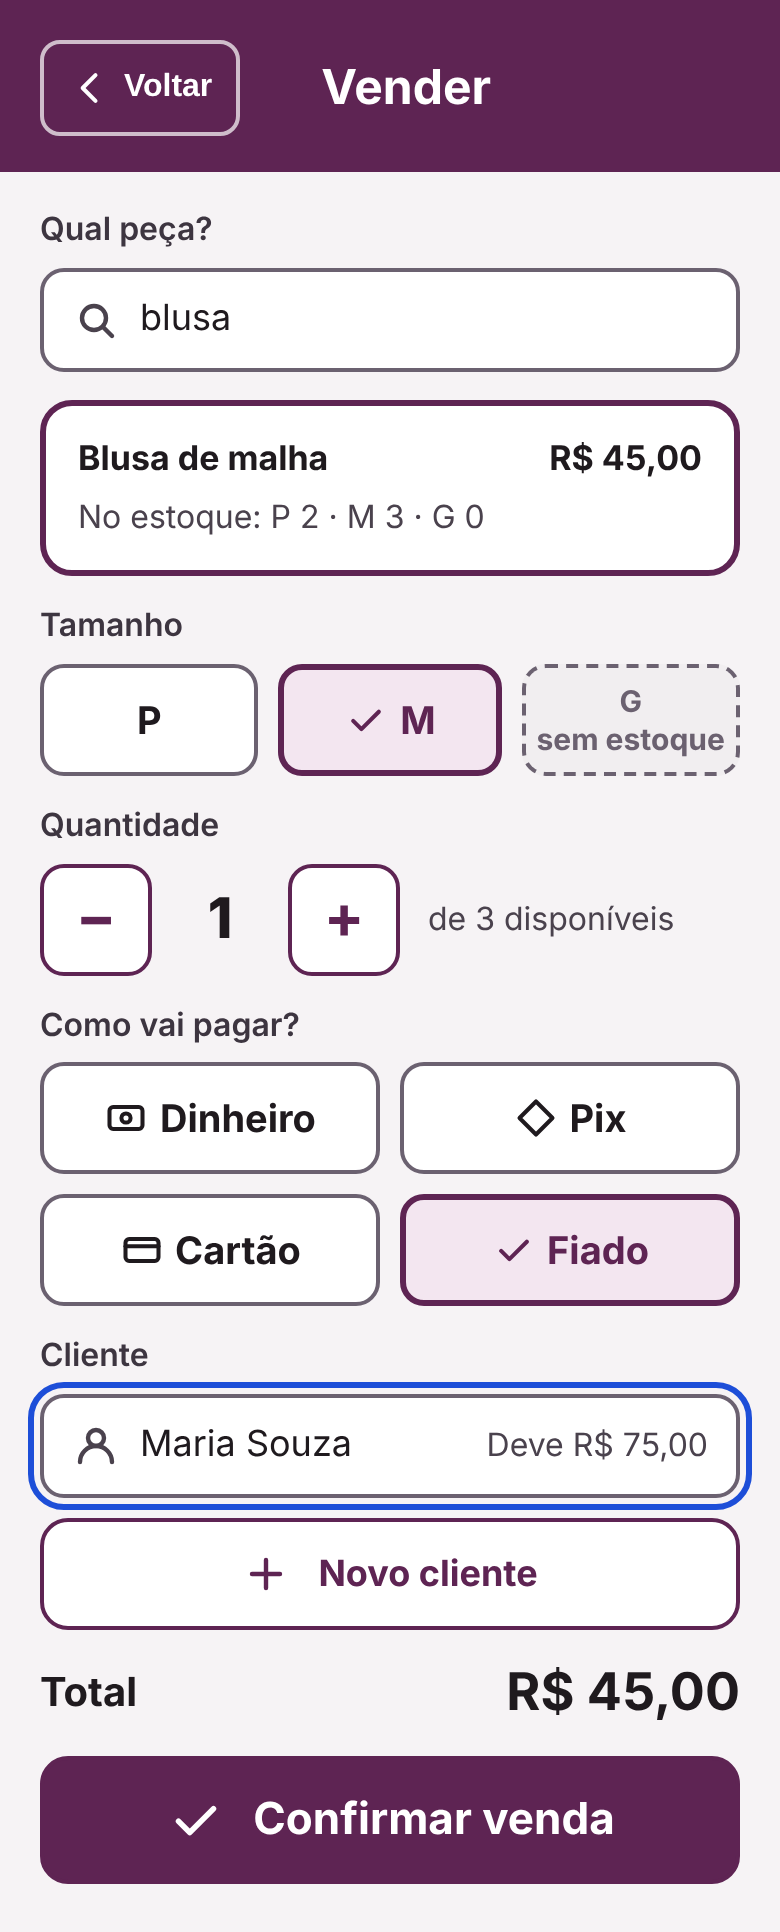 Voltar
Vender
Qual peça?
blusa
Blusa de malha
R$ 45,00
No estoque: P 2 · M 3 · G 0
Tamanho
P
M
G
sem estoque
Quantidade
−
1
+
de 3 disponíveis
Como vai pagar?
Dinheiro
Pix
Cartão
Fiado
Cliente
Maria Souza
Deve R$ 75,00
Novo cliente
Total
R$ 45,00
Confirmar venda